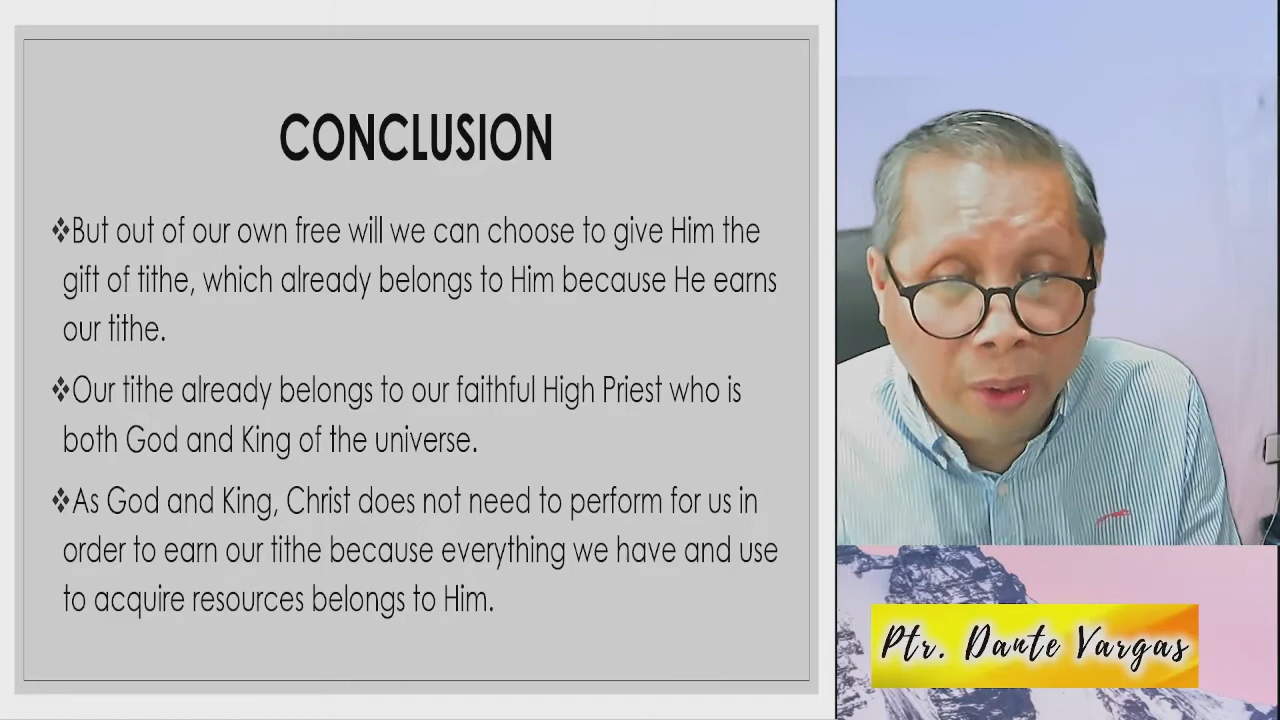 CONCLUSION
❖But out of our own free will we can choose to give Him the
gift of tithe, which already belongs to Him because He earns
our tithe.
❖Our tithe already belongs to our faithful High Priest who is
both God and King of the universe.
❖As God and King, Christ does not need to perform for us in
order to earn our tithe because everything we have and use
to acquire resources belongs to Him.
Ptr. Dante Vargas